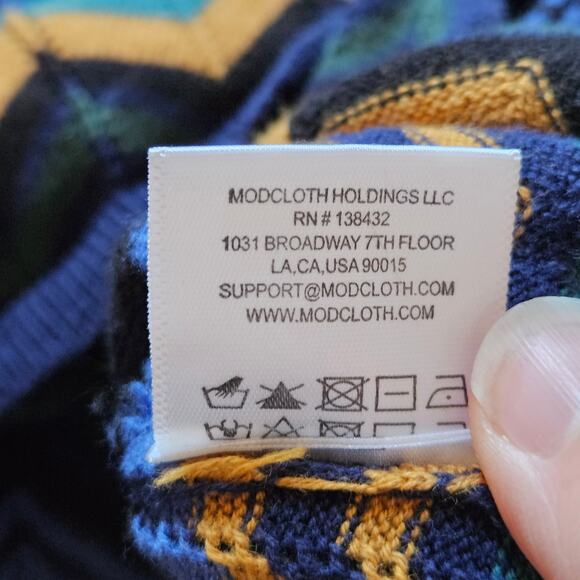 MODCLOTH HOLDINGS LLC
RN # 138432
1031 BROADWAY 7TH FLOOR
LA,CA,USA 90015
SUPPORT@MODCLOTH.COM
WWW.MODCLOTH.COM